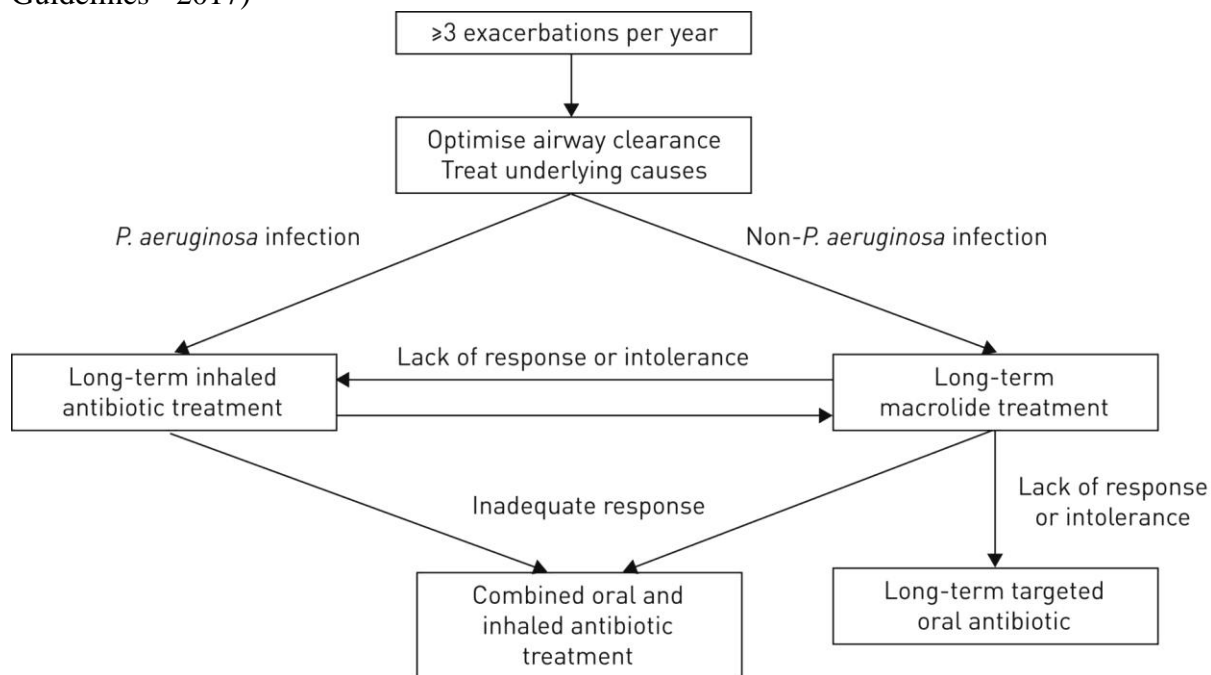 Guidelines - 2017)
≥3 exacerbations per year
Optimise airway clearance
Treat underlying causes
P. aeruginosa infection
Non-P. aeruginosa infection
Lack of response or intolerance
Long-term inhaled
antibiotic treatment
Long-term
macrolide treatment
Inadequate response
Lack of response
or intolerance
Combined oral and
inhaled antibiotic
treatment
Long-term targeted
oral antibiotic